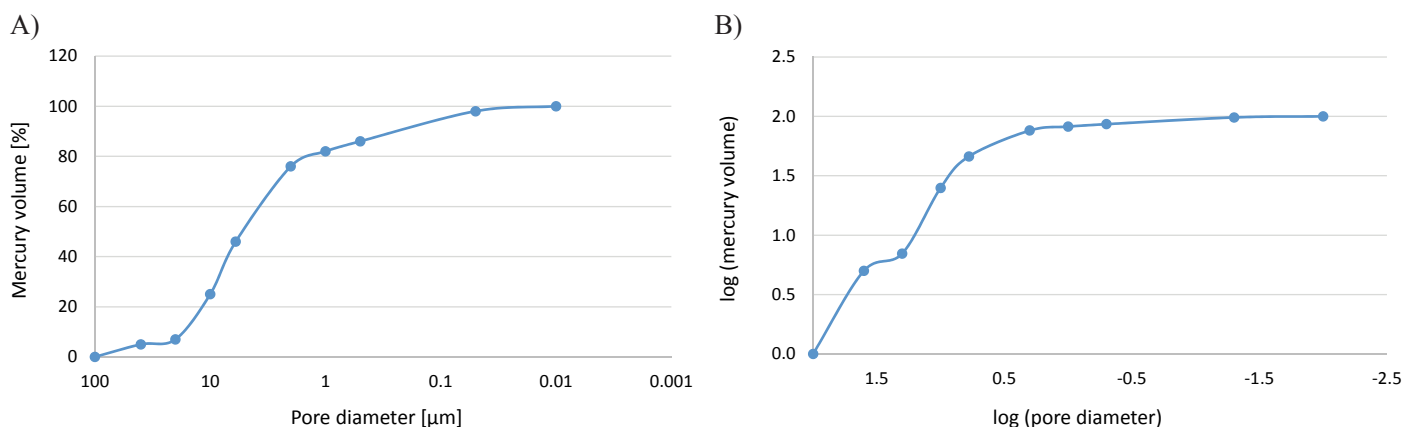 A)
120
100
80
60
40
20
0
Mercury volume [%]
100 10 1 0.1 0.01 0.001
Pore diameter [µm]
B)
2.5
2.0
1.5
1.0
0.5
0.0
log (mercury volume)
1.5 0.5 -0.5 -1.5 -2.5
log (pore diameter)